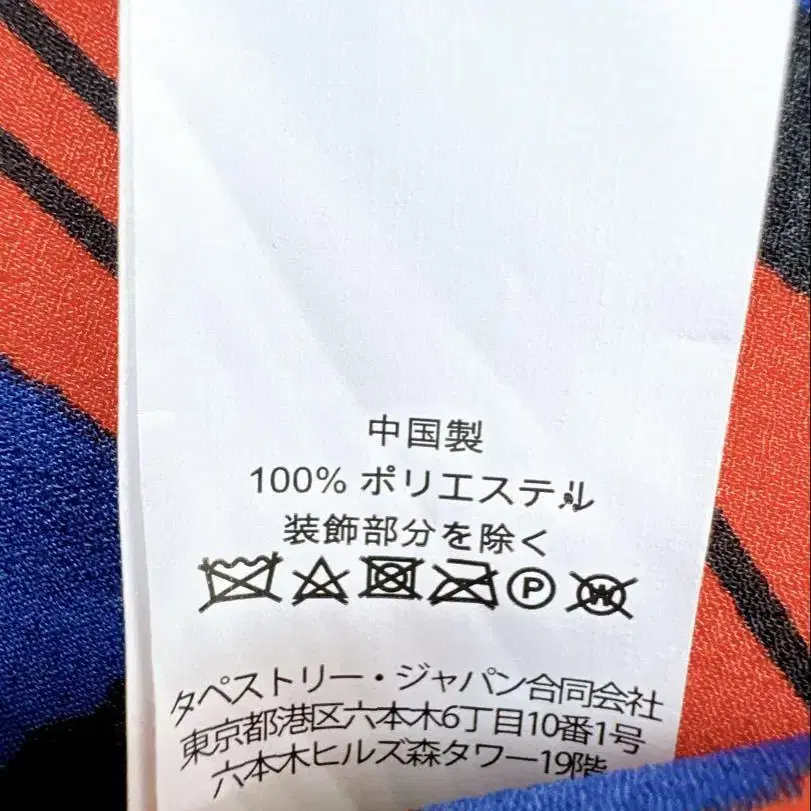 中国製
100% ポリエステル
装飾部分を除く
P W
タペストリー・ジャパン合同会社
東京都港区六本木6丁目10番1号
六本木ヒルズ森タワー19階